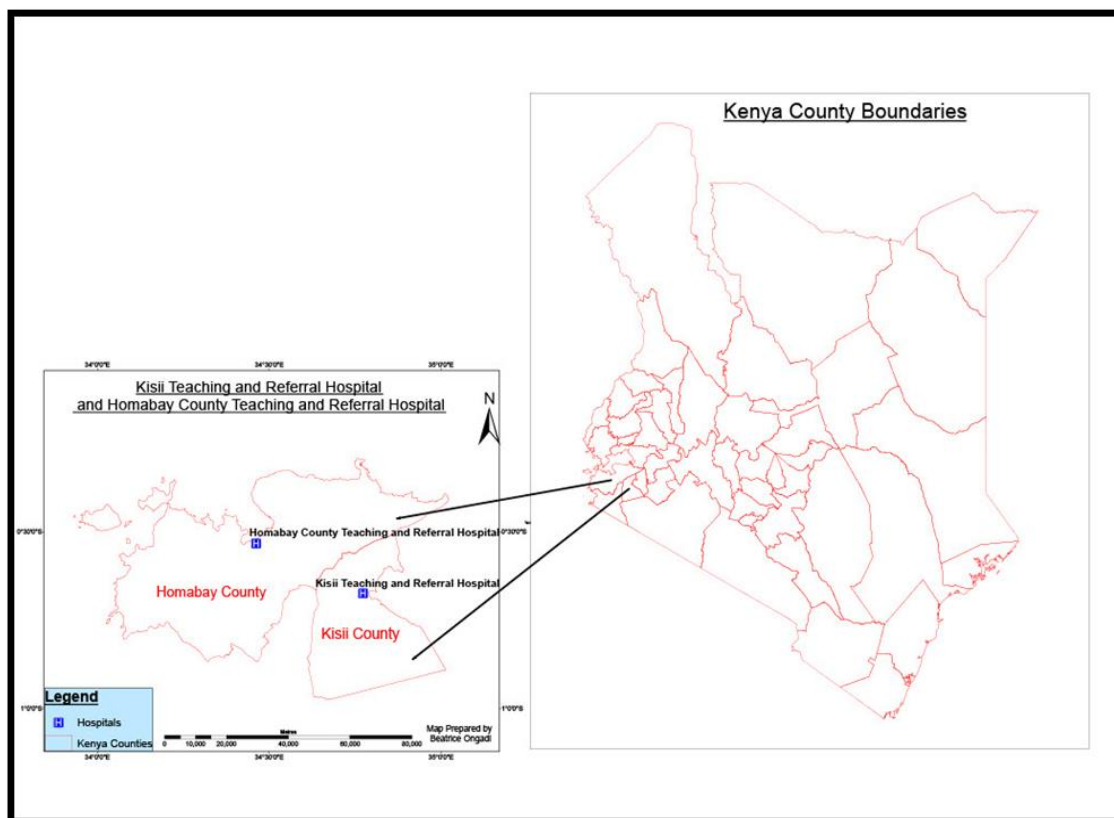 Kenya County Boundaries
34°0'0"E
34°30'0"E
35°0'0"E
Kisii Teaching and Referral Hospital
and Homabay County Teaching and Referral Hospital
N
0°30'0"S
0°30'0"S
Homabay County Teaching and Referral Hospital
H
Kisii Teaching and Referral Hospital
H
Homabay County
Kisii County
Legend
H Hospitals
Kenya Counties
1°0'0"S
1°0'0"S
Metres
0 10,000 20,000 40,000 60,000 80,000
Map Prepared by
Beatrice Ongadi
34°0'0"E
34°30'0"E
35°0'0"E